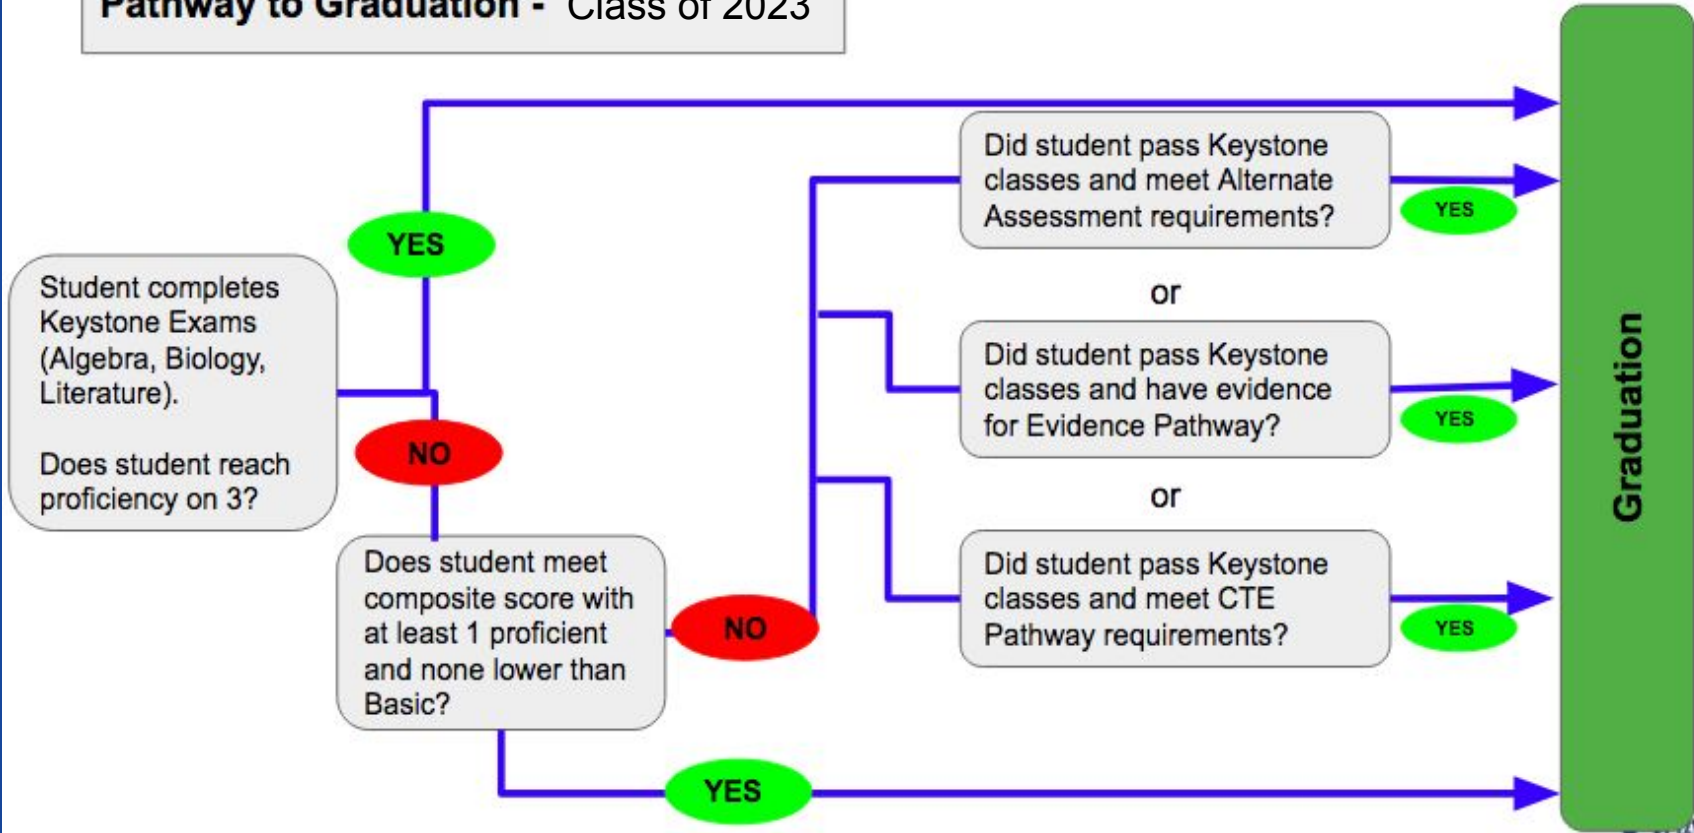 Pathway to Graduation - Class of 2023
YES
Student completes
Keystone Exams
(Algebra, Biology,
Literature).
Does student reach
proficiency on 3?
NO
Does student meet
composite score with
at least 1 proficient
and none lower than
Basic?
NO
YES
Did student pass Keystone
classes and meet Alternate
Assessment requirements?
YES
or
Did student pass Keystone
classes and have evidence
for Evidence Pathway?
YES
or
Did student pass Keystone
classes and meet CTE
Pathway requirements?
YES
Graduation